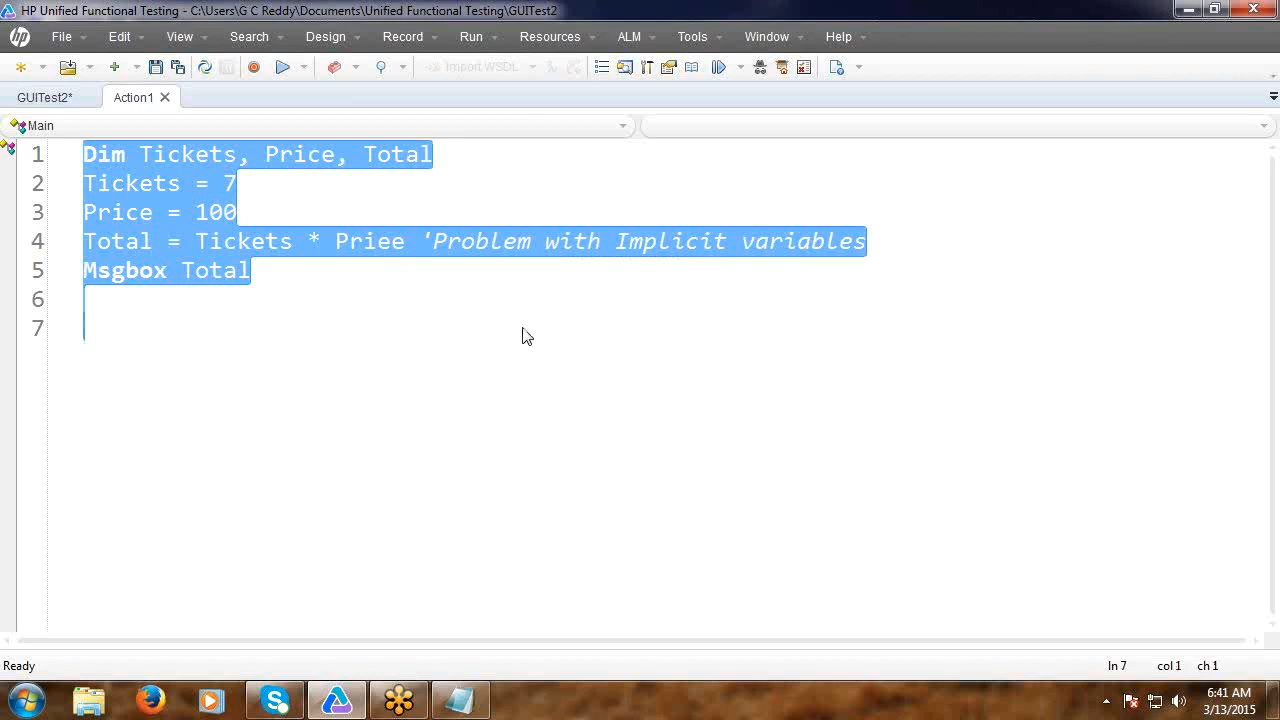 HP Unified Functional Testing - C:\Users\G C Reddy\Documents\Unified Functional Testing\GUITest2
hp File Edit View Search Design Record Run Resources ALM Tools Window Help
Import WSDL
GUITest2* Action1
Main
1 Dim Tickets, Price, Total
2 Tickets = 7
3 Price = 100
4 Total = Tickets * Priee 'Problem with Implicit variables
5 Msgbox Total
6
7
Ready ln 7 col 1 ch 1
6:41 AM
3/13/2015